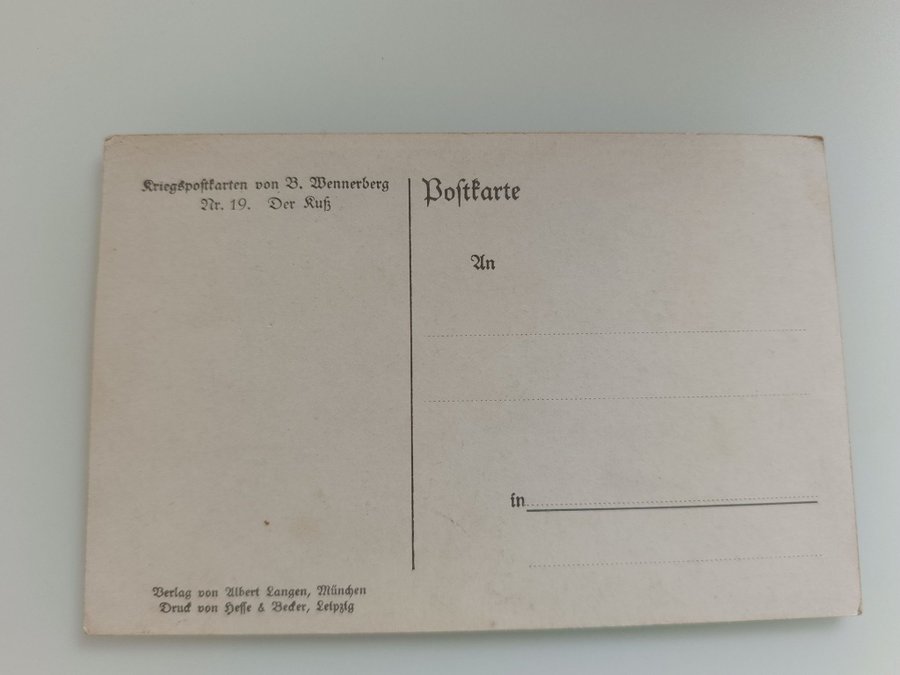 Kriegspostkarten von B. Wennerberg
Nr. 19. Der Kuß
Postkarte
An
in
Verlag von Albert Langen, München
Druck von Hesse & Becker, Leipzig